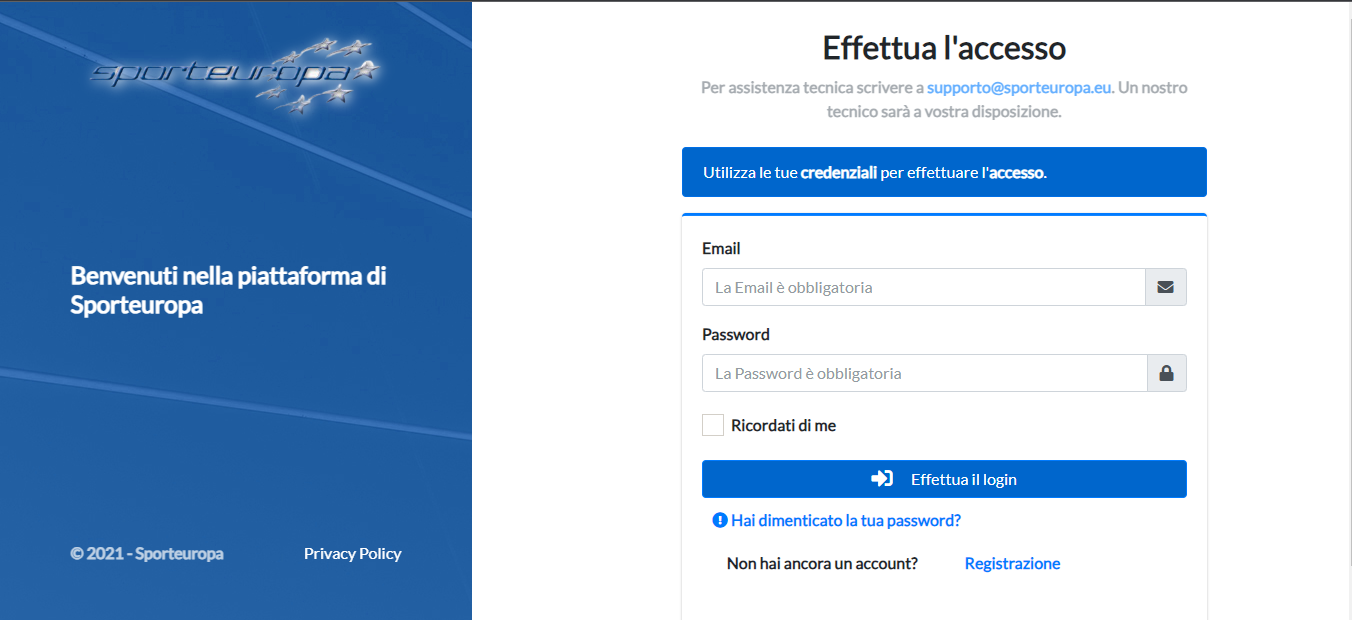 sporteuropa
Benvenuti nella piattaforma di
Sporteuropa
© 2021 - Sporteuropa
Privacy Policy
Effettua l'accesso
Per assistenza tecnica scrivere a supporto@sporteuropa.eu. Un nostro
tecnico sarà a vostra disposizione.
Utilizza le tue credenziali per effettuare l'accesso.
Email
La Email è obbligatoria
Password
La Password è obbligatoria
Ricordati di me
Effettua il login
Hai dimenticato la tua password?
Non hai ancora un account? Registrazione